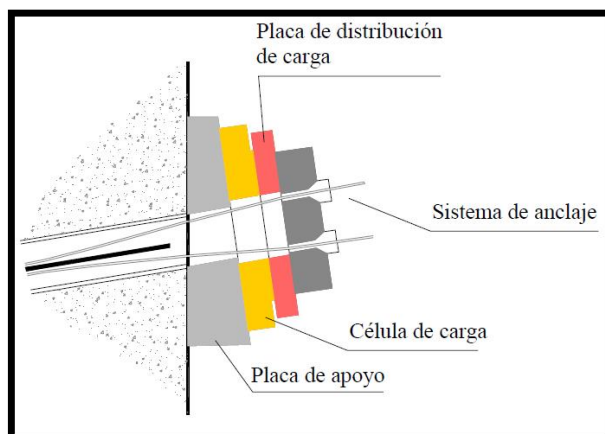 Placa de distribución
de carga
Sistema de anclaje
Célula de carga
Placa de apoyo